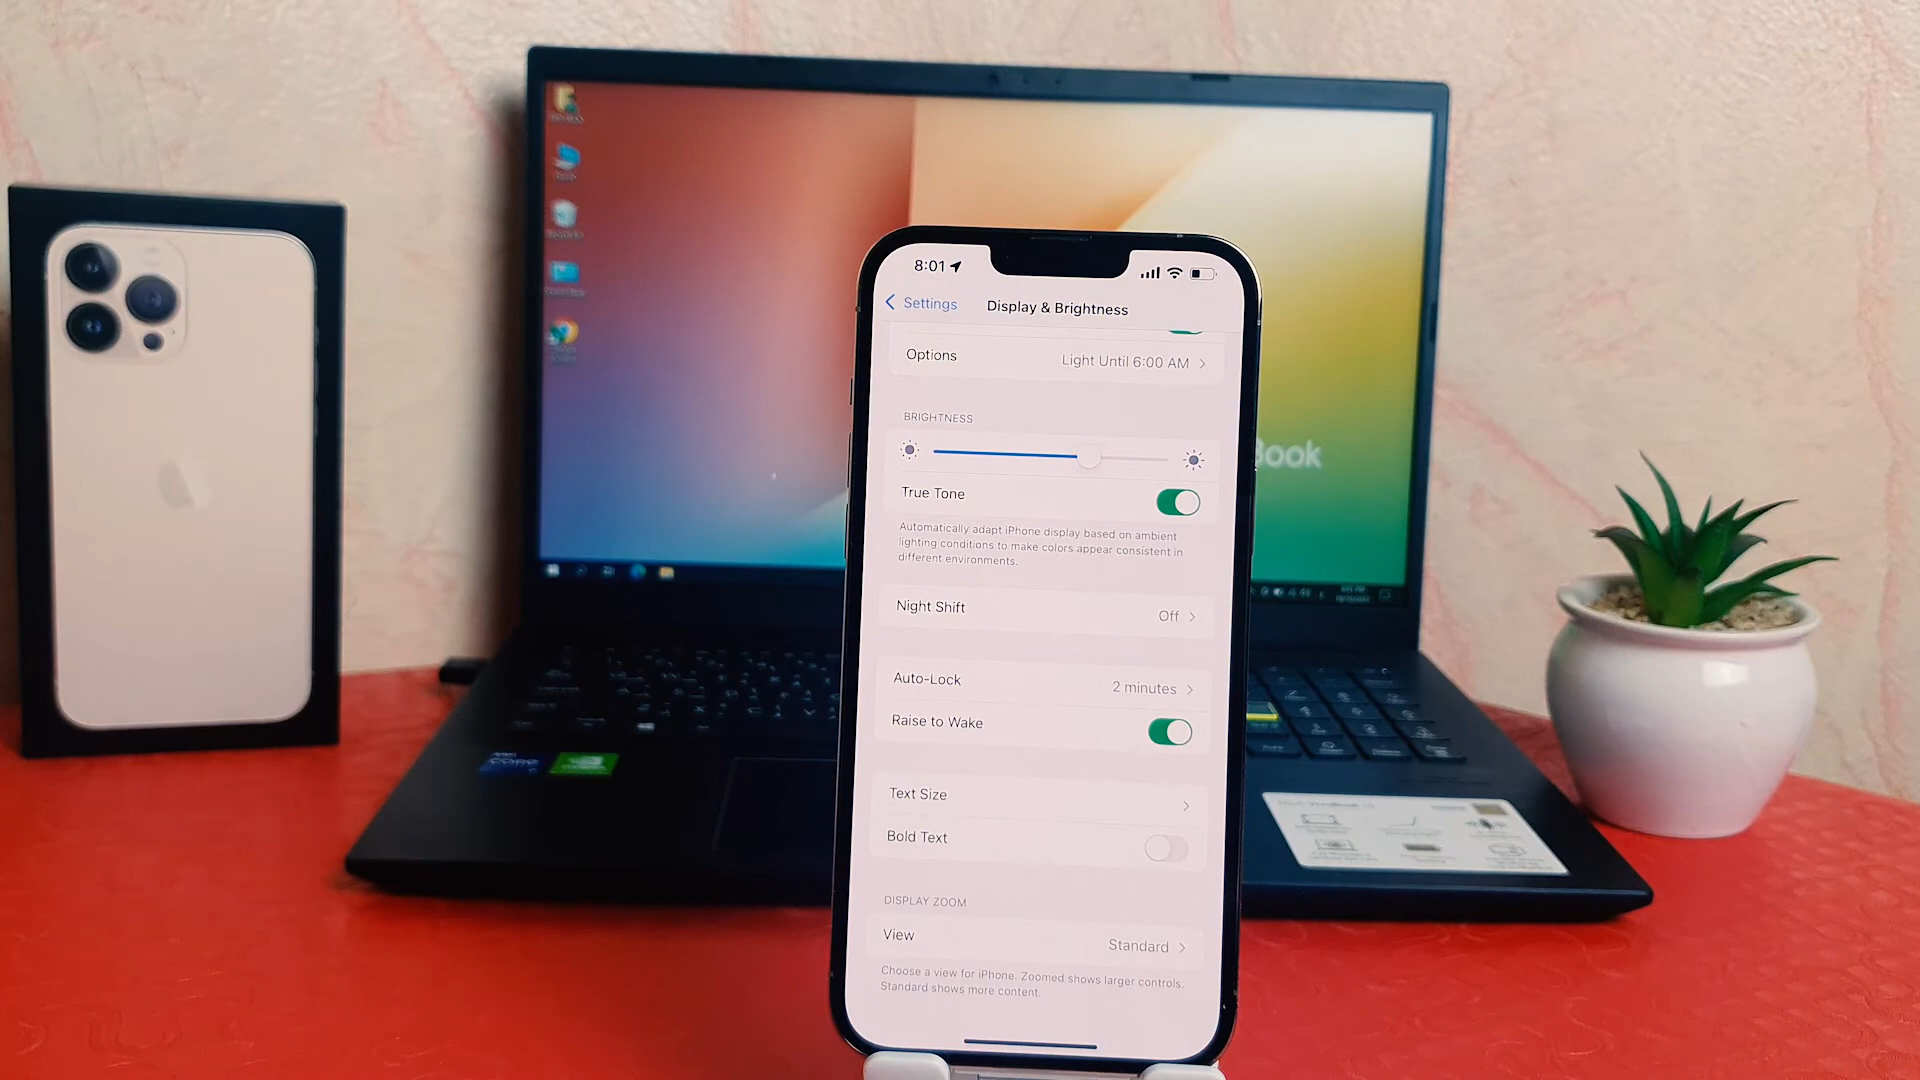 8:01
Settings
Display & Brightness
Options
Light Until 6:00 AM
BRIGHTNESS
True Tone
Automatically adapt iPhone display based on ambient
lighting conditions to make colors appear consistent in
different environments.
Night Shift
Off
Auto-Lock
2 minutes
Raise to Wake
Text Size
Bold Text
DISPLAY ZOOM
View
Standard
Choose a view for iPhone. Zoomed shows larger controls.
Standard shows more content.
Book
CORE